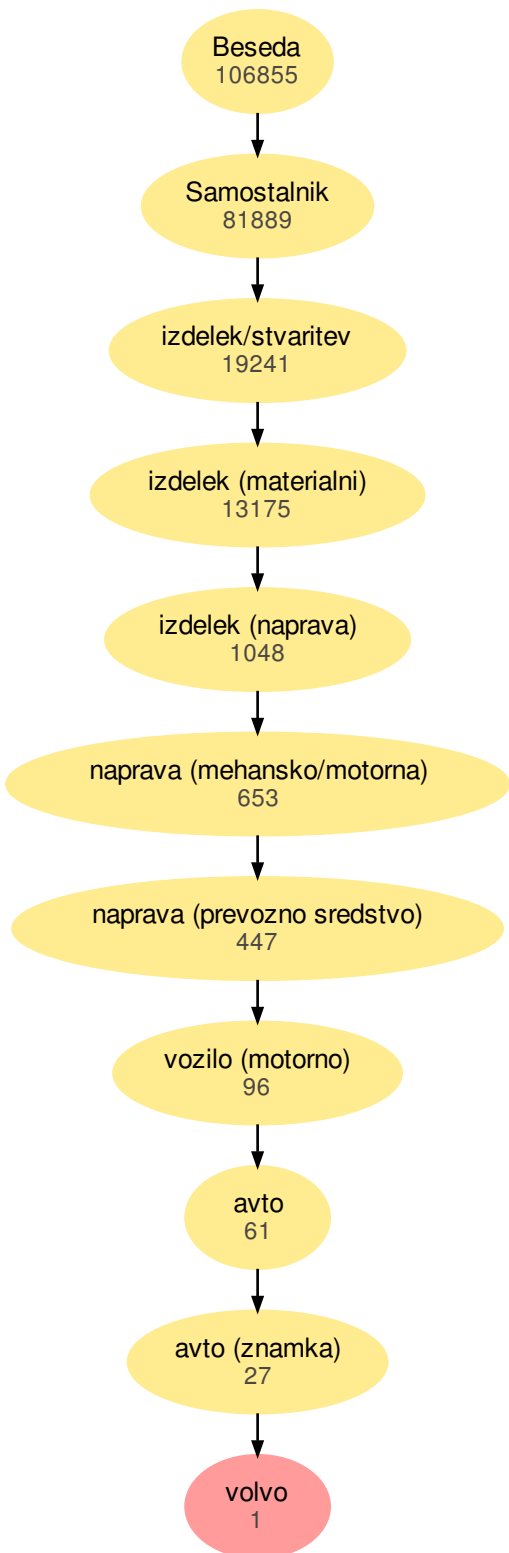 Beseda
106855
Samostalnik
81889
izdelek/stvaritev
19241
izdelek (materialni)
13175
izdelek (naprava)
1048
naprava (mehansko/motorna)
653
naprava (prevozno sredstvo)
447
vozilo (motorno)
96
avto
61
avto (znamka)
27
volvo
1